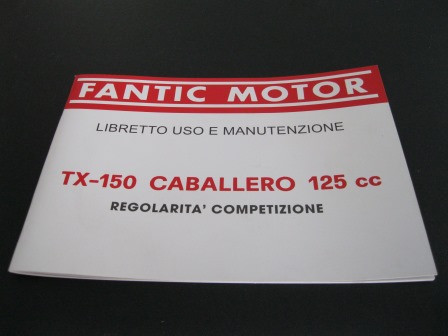 FANTIC MOTOR
LIBRETTO USO E MANUTENZIONE
TX-150 CABALLERO 125 cc
REGOLARITA' COMPETIZIONE